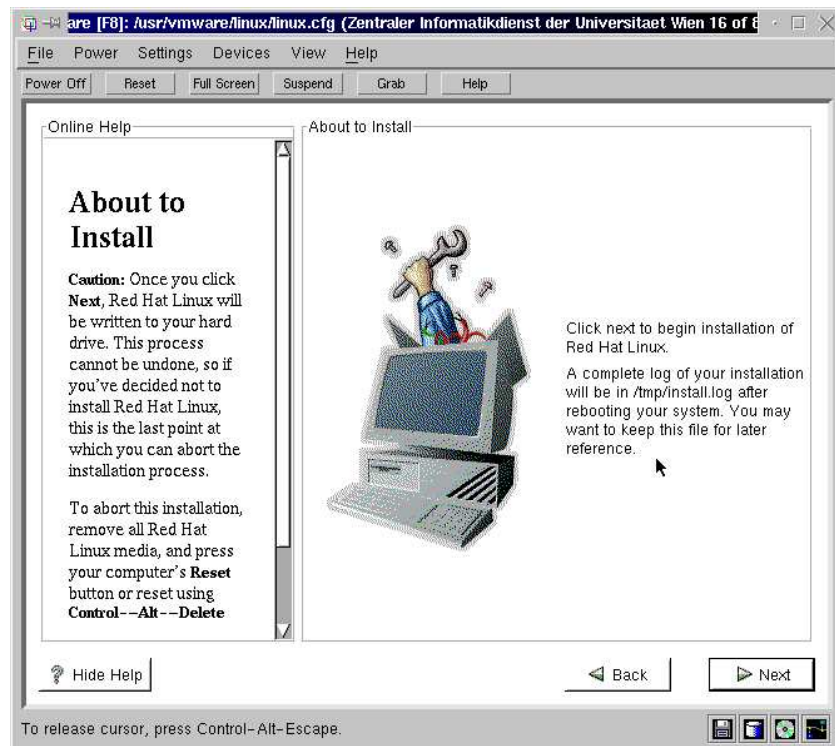 are [F8]: /usr/vmware/linux/linux.cfg (Zentraler Informatikdienst der Universitaet Wien 16 of
File Power Settings Devices View Help
Power Off Reset Full Screen Suspend Grab Help
Online Help
About to
Install
Caution: Once you click
Next, Red Hat Linux will
be written to your hard
drive. This process
cannot be undone, so if
you've decided not to
install Red Hat Linux,
this is the last point at
which you can abort the
installation process.
To abort this installation,
remove all Red Hat
Linux media, and press
your computer's Reset
button or reset using
Control--Alt--Delete
About to Install
Click next to begin installation of
Red Hat Linux.
A complete log of your installation
will be in /tmp/install.log after
rebooting your system. You may
want to keep this file for later
reference.
Hide Help
Back
Next
To release cursor, press Control-Alt-Escape.